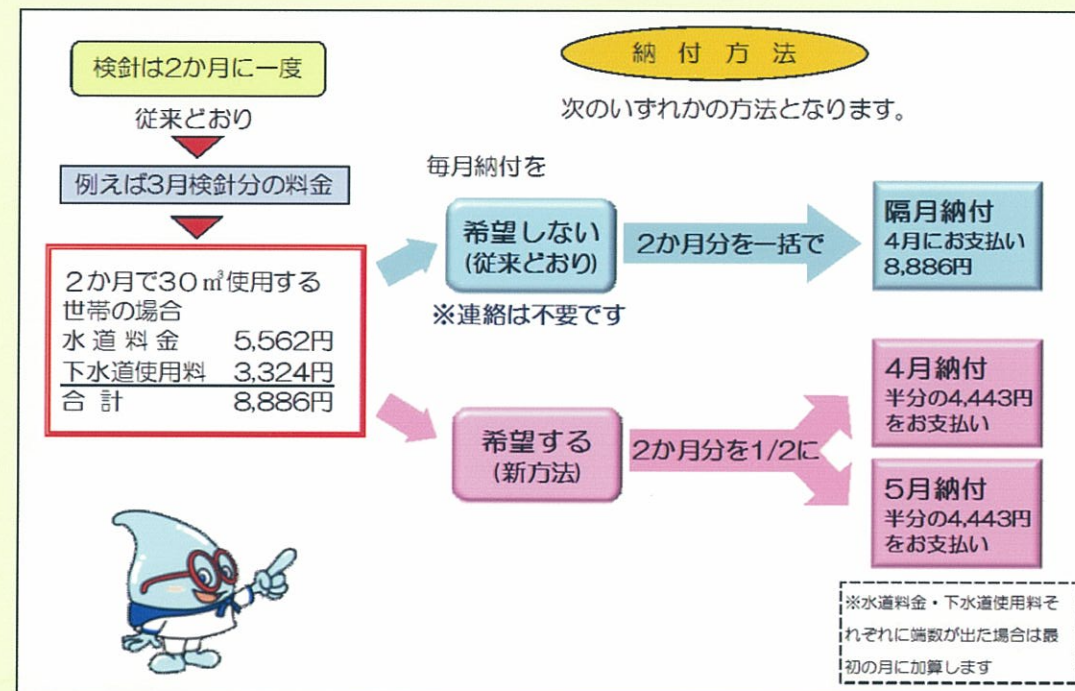 検針は2か月に一度
従来どおり
例えば3月検針分の料金
2か月で30㎥使用する
世帯の場合
水道料金 5,562円
下水道使用料 3,324円
合計 8,886円
納付方法
次のいずれかの方法となります。
毎月納付を
希望しない
(従来どおり)
※連絡は不要です
2か月分を一括で
隔月納付
4月にお支払い
8,886円
希望する
(新方法)
2か月分を1/2に
4月納付
半分の4,443円
をお支払い
5月納付
半分の4,443円
をお支払い
※水道料金・下水道使用料そ
れぞれに端数が出た場合は最
初の月に加算します